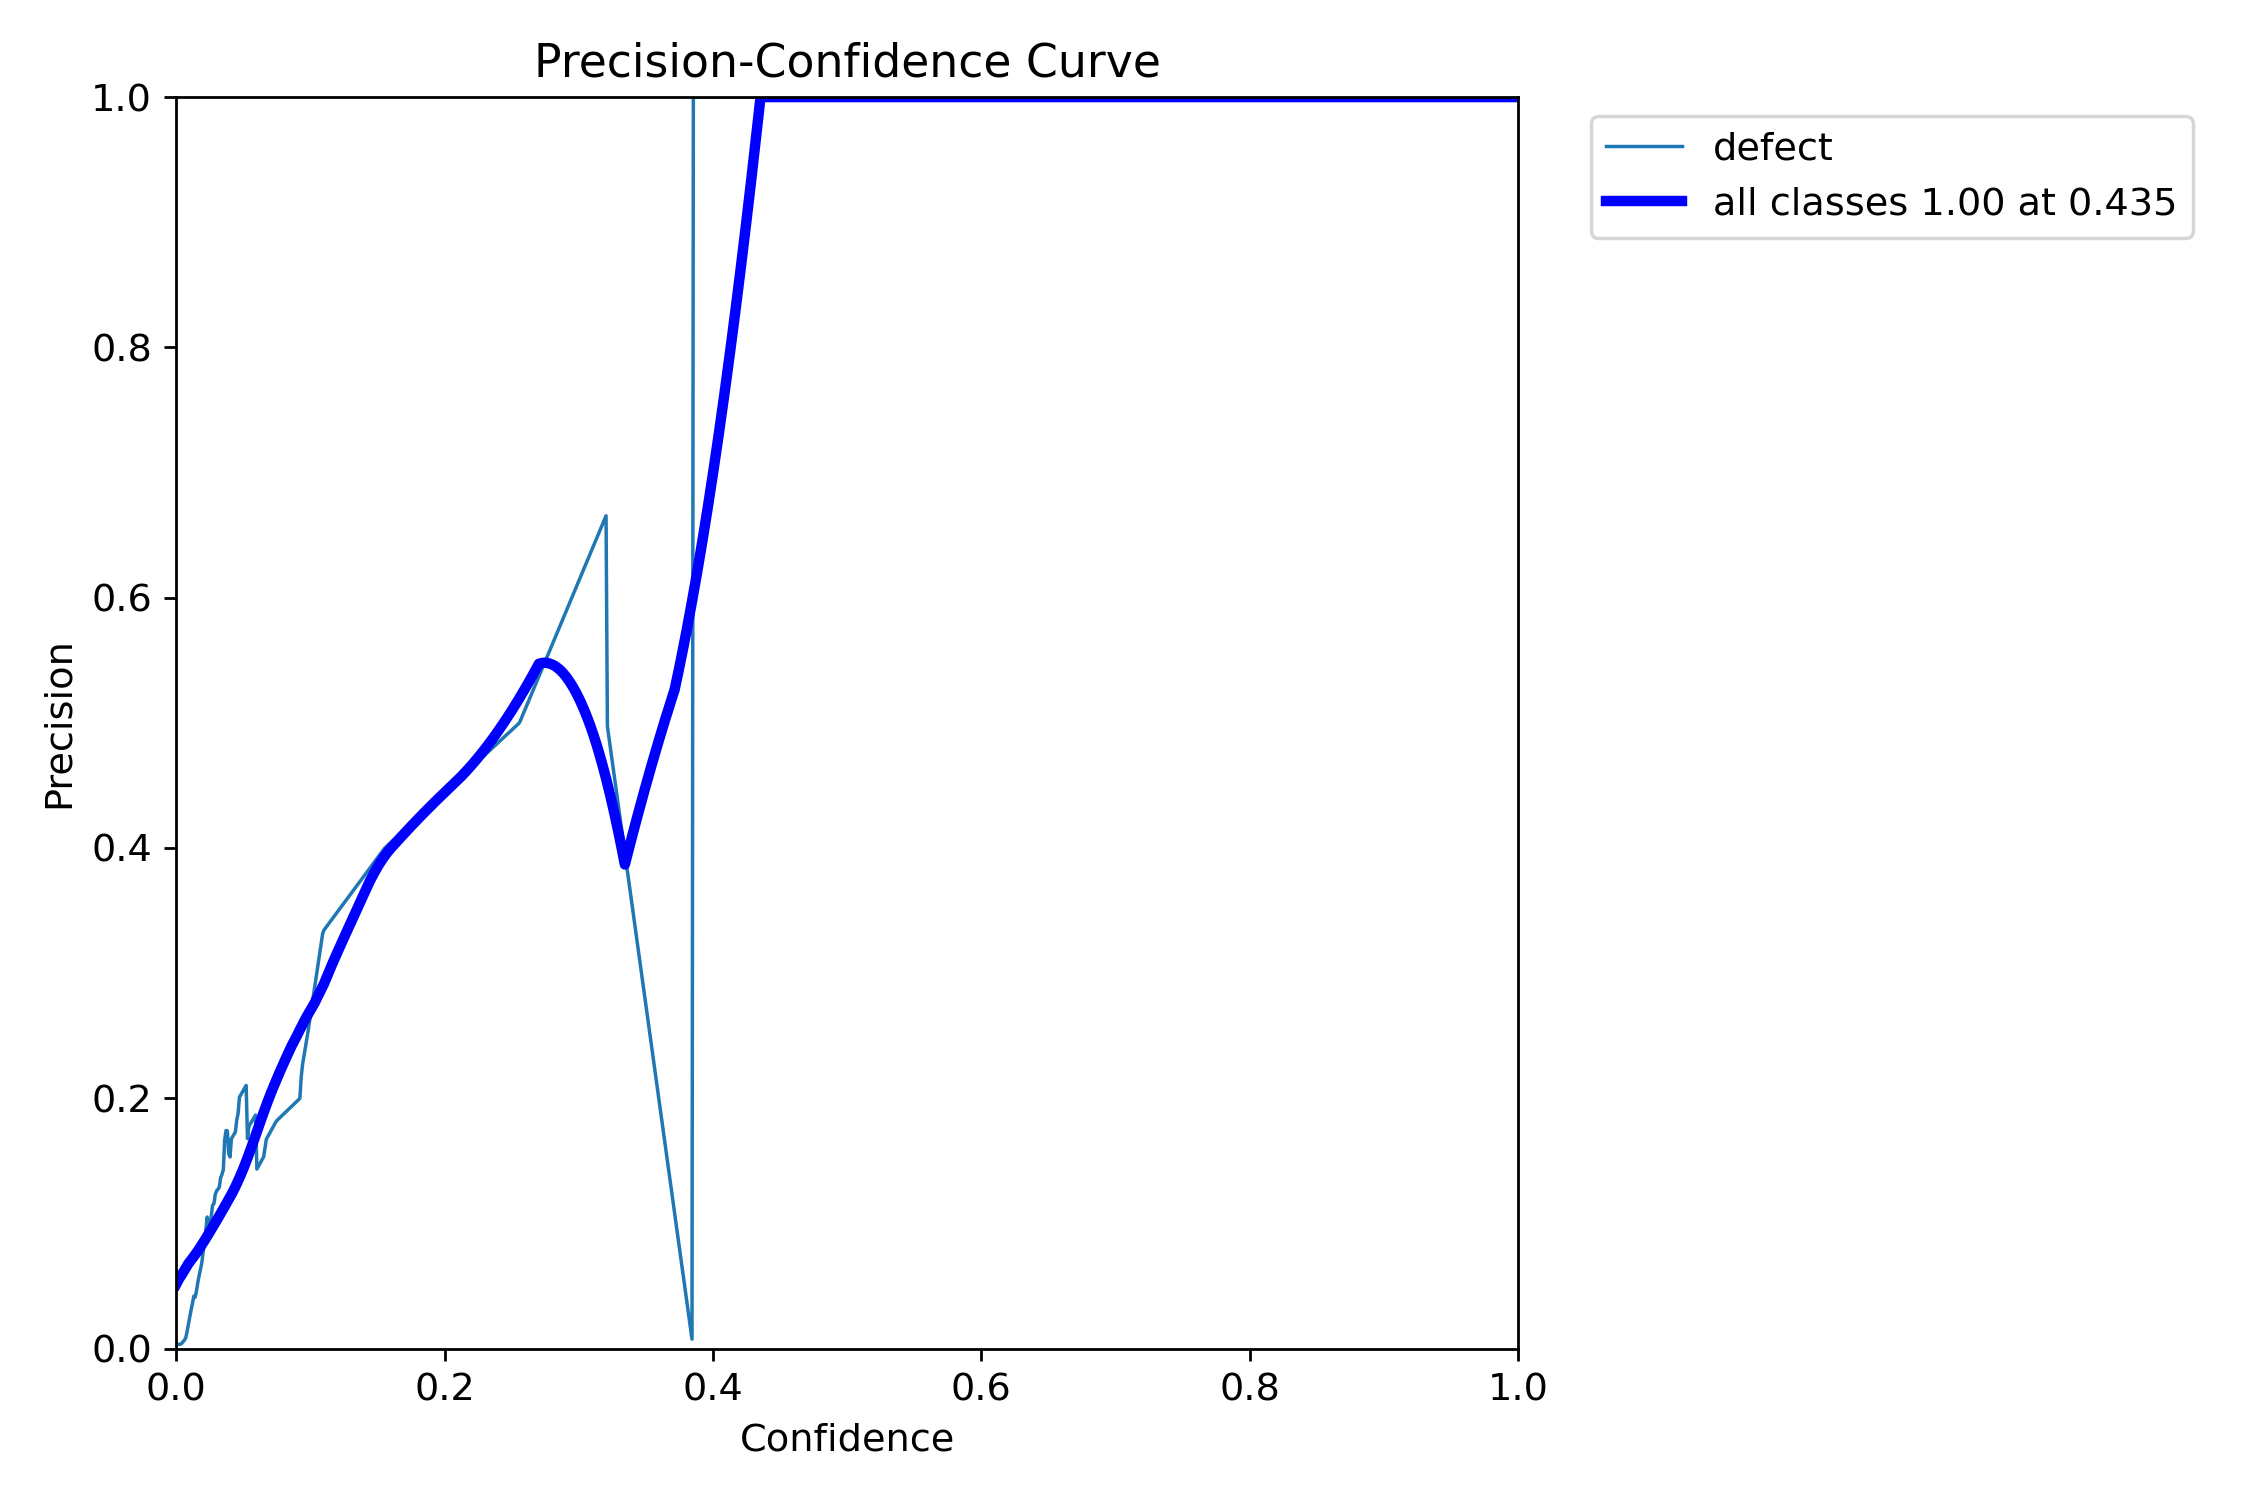 Precision-Confidence Curve
1.0
0.8
0.6
0.4
0.2
0.0
Precision
0.0 0.2 0.4 0.6 0.8 1.0
Confidence
defect
all classes 1.00 at 0.435